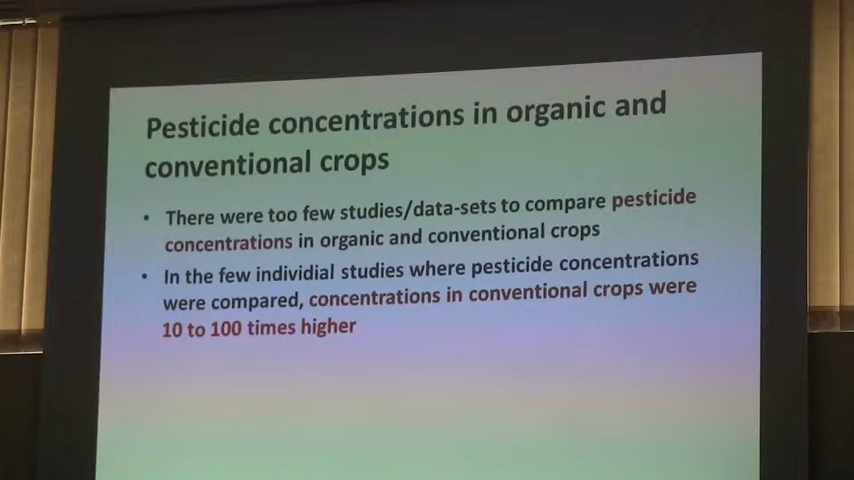 Pesticide concentrations in organic and
conventional crops
• There were too few studies/data-sets to compare pesticide
concentrations in organic and conventional crops
• In the few individial studies where pesticide concentrations
were compared, concentrations in conventional crops were
10 to 100 times higher